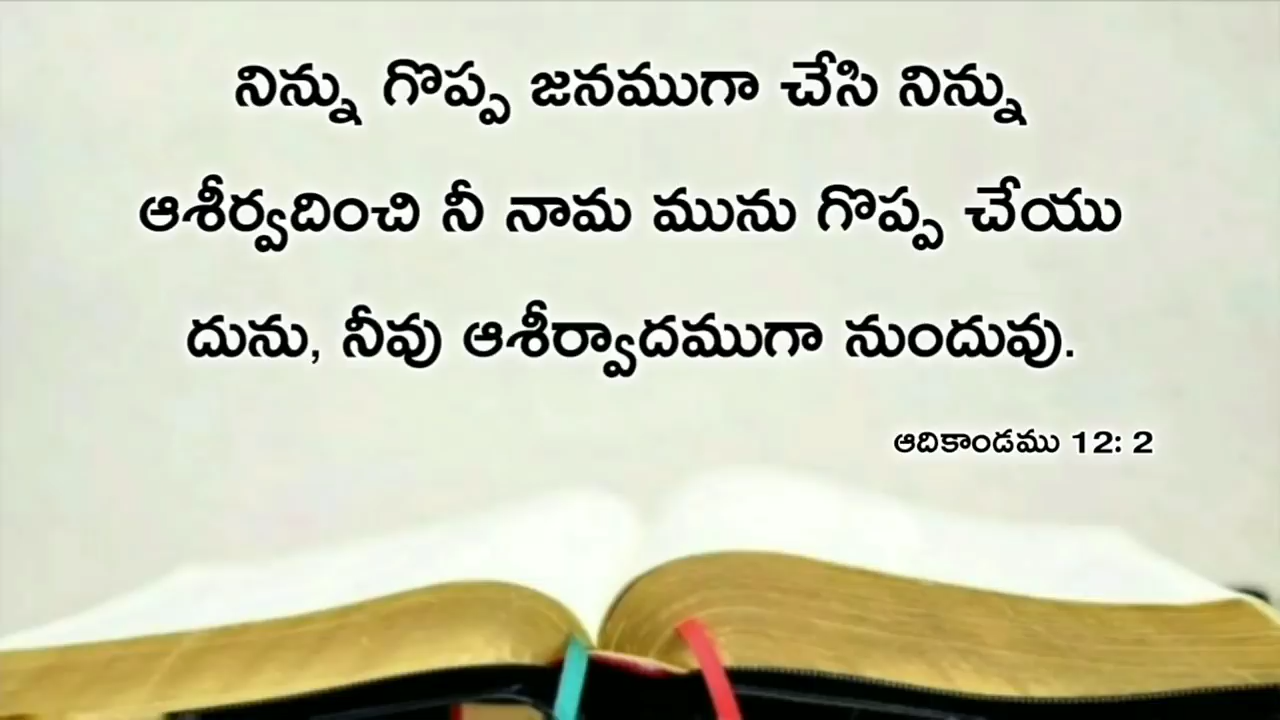 నిన్ను గొప్ప జనముగా చేసి నిన్ను
ఆశీర్వదించి నీ నామ మును గొప్ప చేయు
దును, నీవు ఆశీర్వాదముగా నుందువు.
ఆదికాండము 12: 2